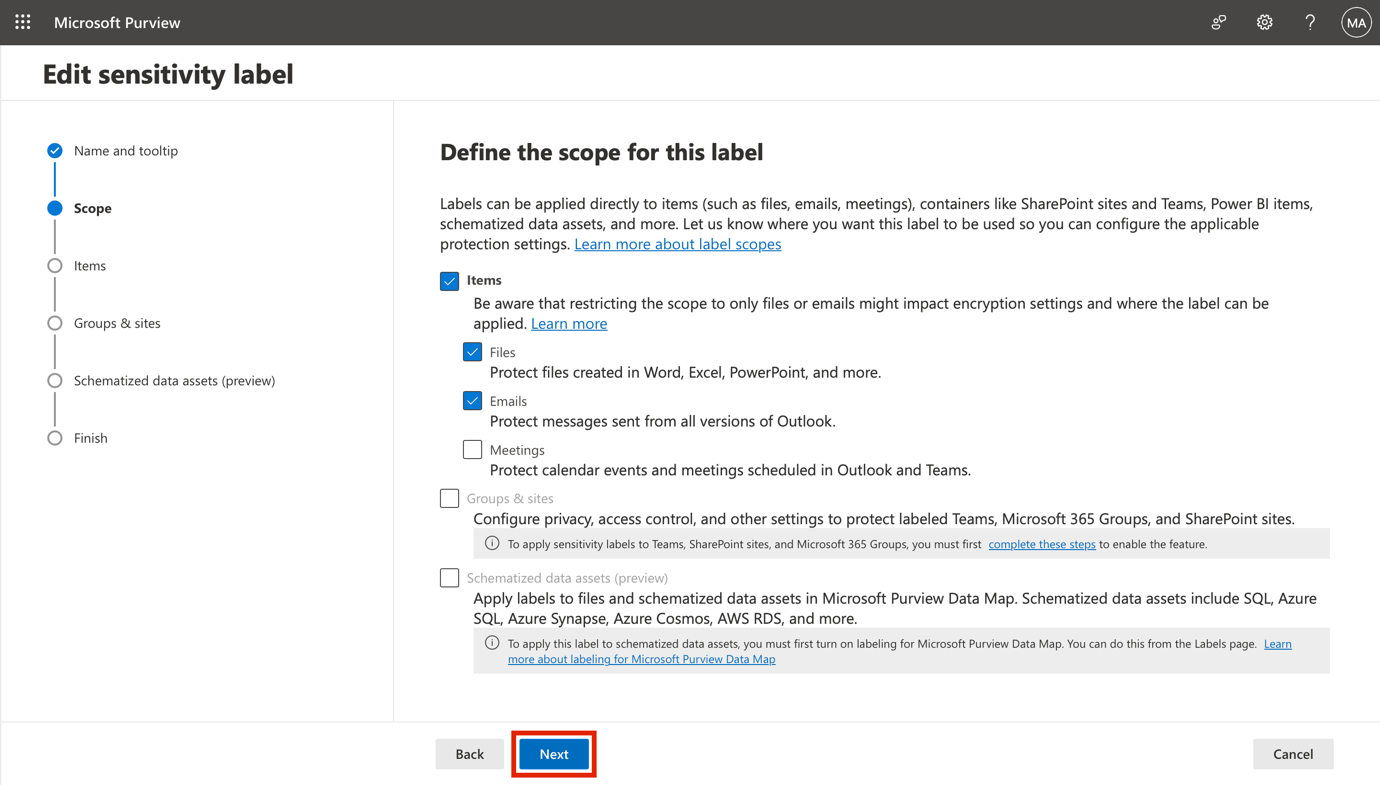 Microsoft Purview
MA
Edit sensitivity label
Name and tooltip
Scope
Items
Groups & sites
Schematized data assets (preview)
Finish
Define the scope for this label
Labels can be applied directly to items (such as files, emails, meetings), containers like SharePoint sites and Teams, Power BI items,
schematized data assets, and more. Let us know where you want this label to be used so you can configure the applicable
protection settings. Learn more about label scopes
Items
Be aware that restricting the scope to only files or emails might impact encryption settings and where the label can be
applied. Learn more
Files
Protect files created in Word, Excel, PowerPoint, and more.
Emails
Protect messages sent from all versions of Outlook.
Meetings
Protect calendar events and meetings scheduled in Outlook and Teams.
Groups & sites
Configure privacy, access control, and other settings to protect labeled Teams, Microsoft 365 Groups, and SharePoint sites.
To apply sensitivity labels to Teams, SharePoint sites, and Microsoft 365 Groups, you must first complete these steps to enable the feature.
Schematized data assets (preview)
Apply labels to files and schematized data assets in Microsoft Purview Data Map. Schematized data assets include SQL, Azure
SQL, Azure Synapse, Azure Cosmos, AWS RDS, and more.
To apply this label to schematized data assets, you must first turn on labeling for Microsoft Purview Data Map. You can do this from the Labels page. Learn
more about labeling for Microsoft Purview Data Map
Back
Next
Cancel